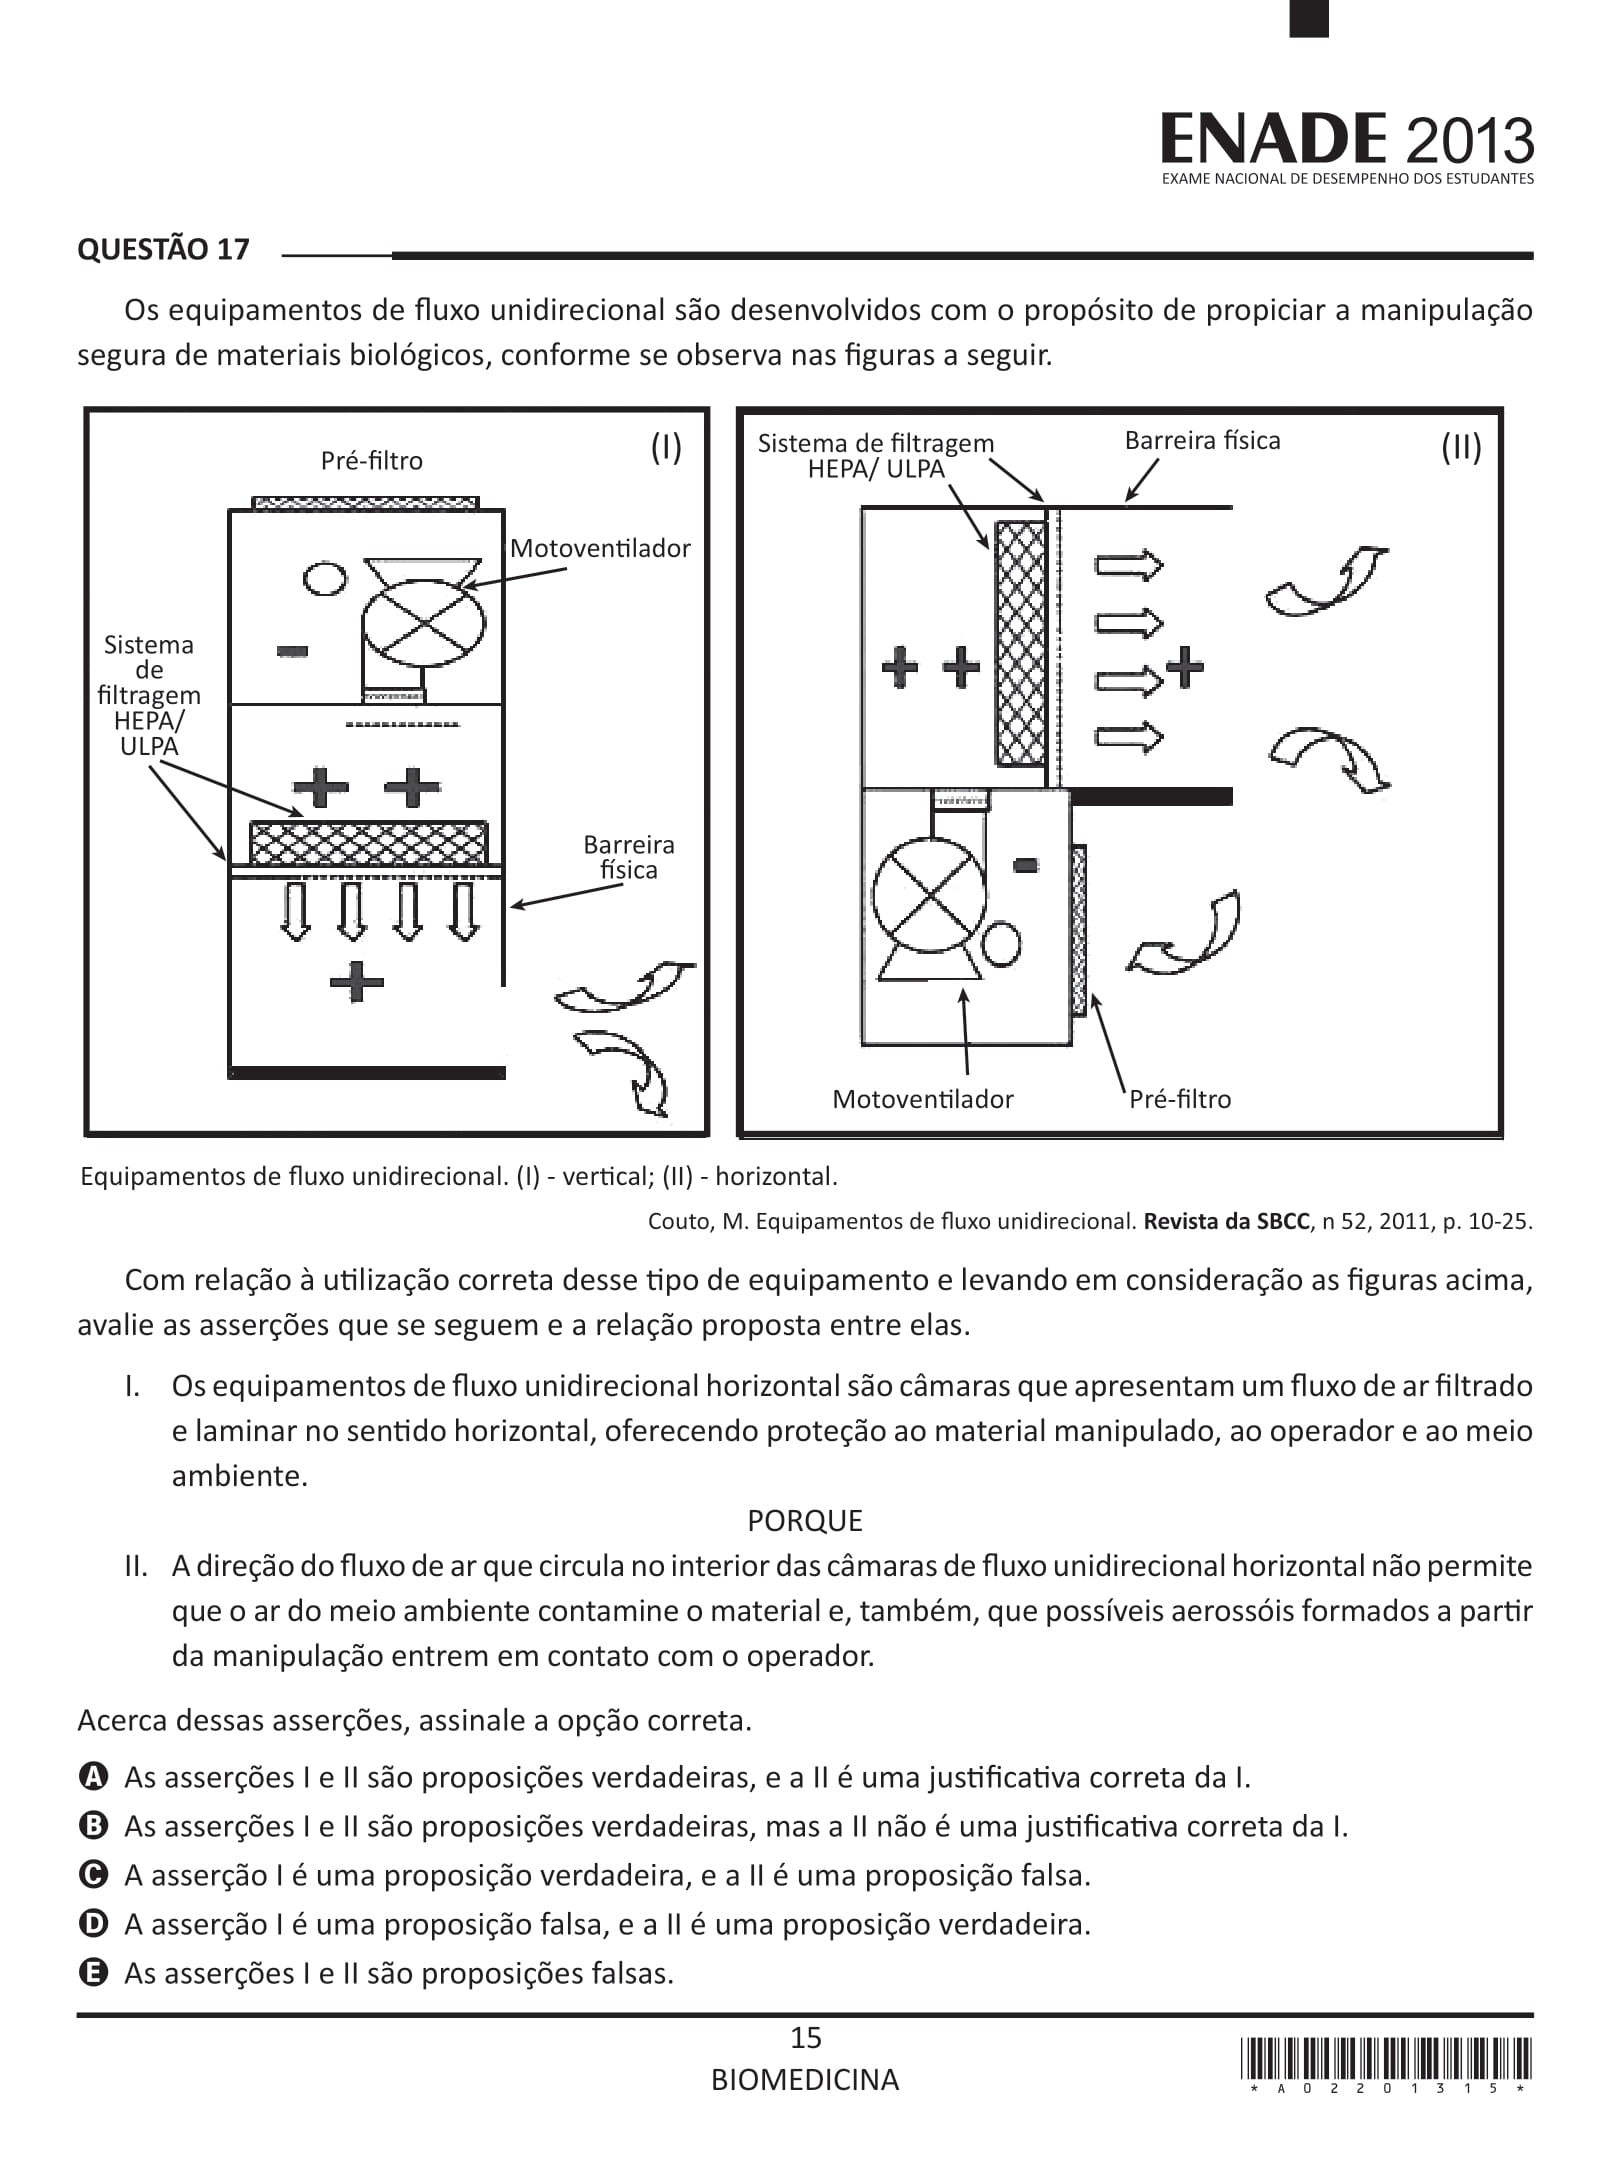 ENADE 2013
EXAME NACIONAL DE DESEMPENHO DOS ESTUDANTES
QUESTÃO 17
Os equipamentos de fluxo unidirecional são desenvolvidos com o propósito de propiciar a manipulação
segura de materiais biológicos, conforme se observa nas figuras a seguir.
(I)
Pré-filtro
Motoventilador
Sistema
de
filtragem
HEPA/
ULPA
Barreira
física
(II)
Sistema de filtragem
HEPA/ ULPA
Barreira física
Motoventilador
Pré-filtro
Equipamentos de fluxo unidirecional. (I) - vertical; (II) - horizontal.
Couto, M. Equipamentos de fluxo unidirecional. Revista da SBCC, n 52, 2011, p. 10-25.
Com relação à utilização correta desse tipo de equipamento e levando em consideração as figuras acima,
avalie as asserções que se seguem e a relação proposta entre elas.
I. Os equipamentos de fluxo unidirecional horizontal são câmaras que apresentam um fluxo de ar filtrado
e laminar no sentido horizontal, oferecendo proteção ao material manipulado, ao operador e ao meio
ambiente.
PORQUE
II. A direção do fluxo de ar que circula no interior das câmaras de fluxo unidirecional horizontal não permite
que o ar do meio ambiente contamine o material e, também, que possíveis aerossóis formados a partir
da manipulação entrem em contato com o operador.
Acerca dessas asserções, assinale a opção correta.
A As asserções I e II são proposições verdadeiras, e a II é uma justificativa correta da I.
B As asserções I e II são proposições verdadeiras, mas a II não é uma justificativa correta da I.
C A asserção I é uma proposição verdadeira, e a II é uma proposição falsa.
D A asserção I é uma proposição falsa, e a II é uma proposição verdadeira.
E As asserções I e II são proposições falsas.
15
BIOMEDICINA
* A 0 2 2 0 1 3 1 5 *